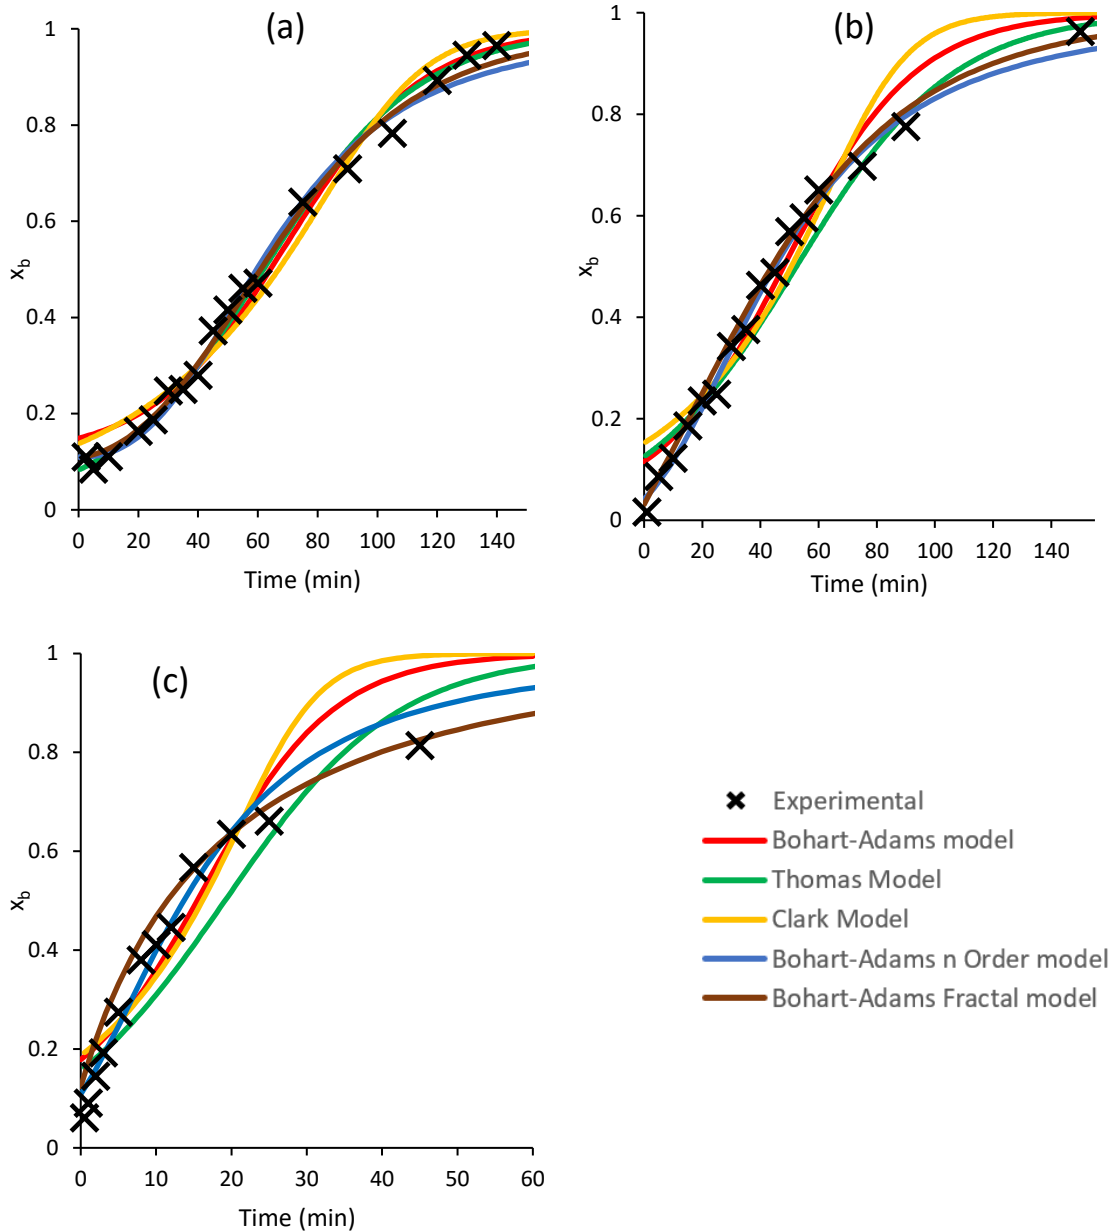 (a)
1
0.8
0.6
0.4
0.2
0
x_b
0 20 40 60 80 100 120 140
Time (min)
(b)
1
0.8
0.6
0.4
0.2
0
x_b
0 20 40 60 80 100 120 140
Time (min)
(c)
1
0.8
0.6
0.4
0.2
0
x_b
0 10 20 30 40 50 60
Time (min)
Experimental
Bohart-Adams model
Thomas Model
Clark Model
Bohart-Adams n Order model
Bohart-Adams Fractal model